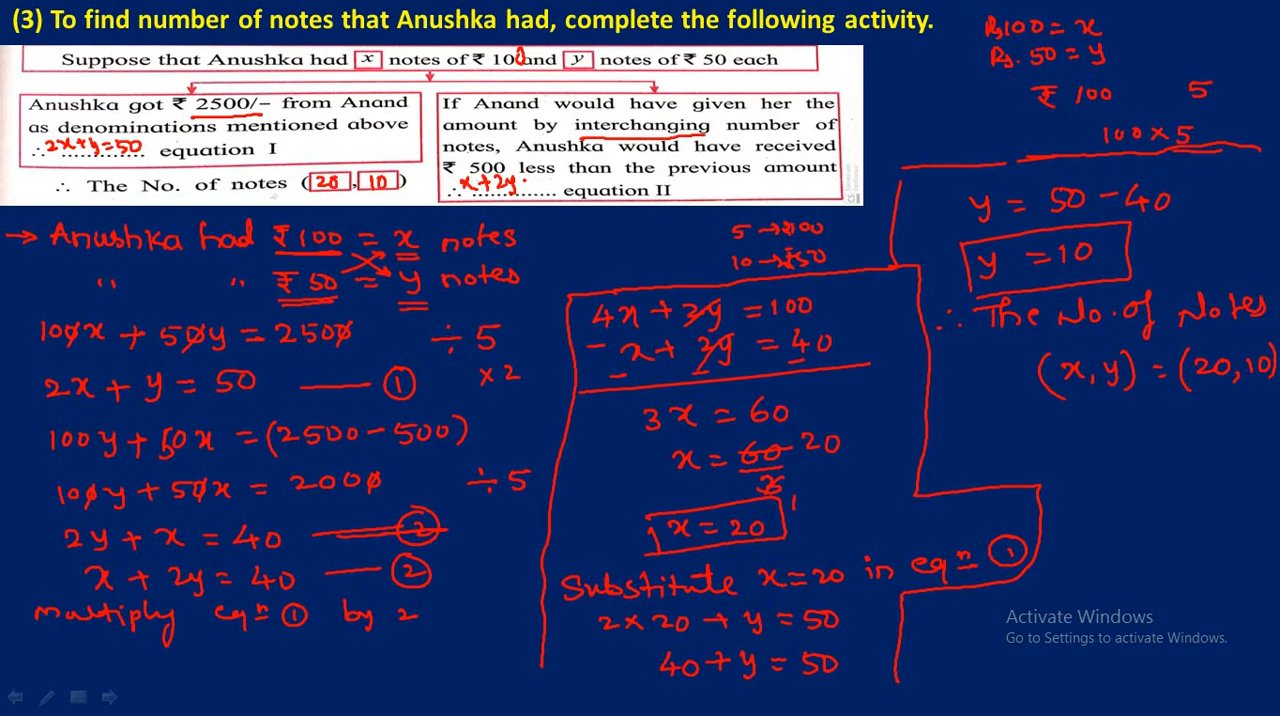 (3) To find number of notes that Anushka had, complete the following activity.
Suppose that Anushka had x notes of ₹ 100 and y notes of ₹ 50 each
Anushka got ₹ 2500/- from Anand
as denominations mentioned above
∴ 2x+y=50 ............ equation I
∴ The No. of notes (20, 10)
If Anand would have given her the
amount by interchanging number of
notes, Anushka would have received
₹ 500 less than the previous amount
∴ x+2y ............ equation II
Rs 100 = x
Rs. 50 = y
₹ 100 5
100 × 5
→ Anushka had ₹ 100 = x notes
" " ₹ 50 = y notes
100x + 50y = 2500 ÷ 5
2x + y = 50 —— ① × 2
100y + 50x = (2500 - 500)
100y + 50x = 2000 ÷ 5
2y + x = 40 —— ②
x + 2y = 40 —— ②
multiply eqn ① by 2
5 → ₹100
10 → ₹50
4x + 2y = 100
- x + 2y = 40
3x = 60
x = 60 20
3 1
x = 20
Substitute x=20 in eqn ①
2 × 20 + y = 50
40 + y = 50
y = 50 - 40
y = 10
∴ The No. of Notes
(x, y) = (20, 10)
Activate Windows
Go to Settings to activate Windows.